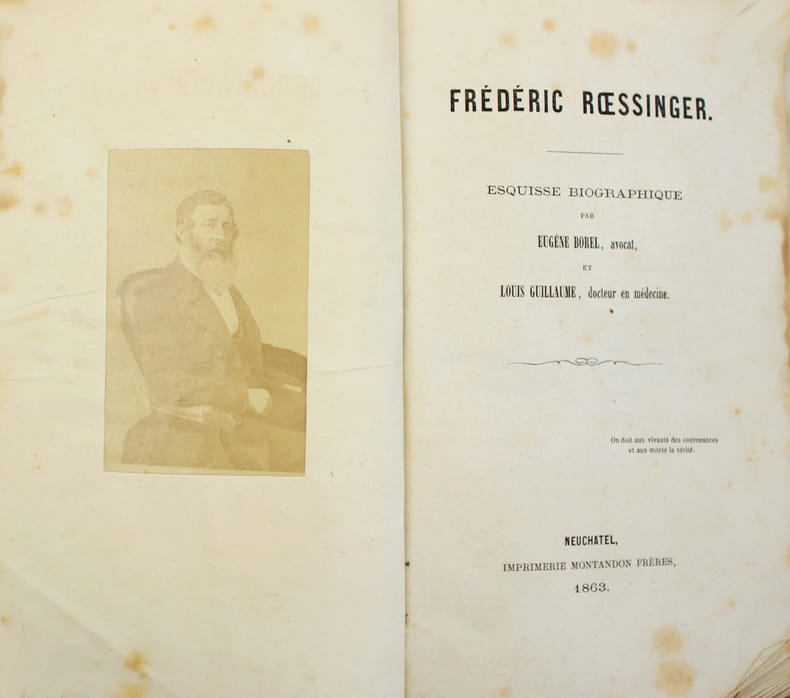 FRÉDÉRIC RŒSSINGER.
ESQUISSE BIOGRAPHIQUE
PAR
EUGÈNE BOREL, avocat,
ET
LOUIS GUILLAUME, docteur en médecine.
On doit aux vivants des convenances
et aux morts la vérité.
NEUCHATEL,
IMPRIMERIE MONTANDON FRÈRES,
1863.